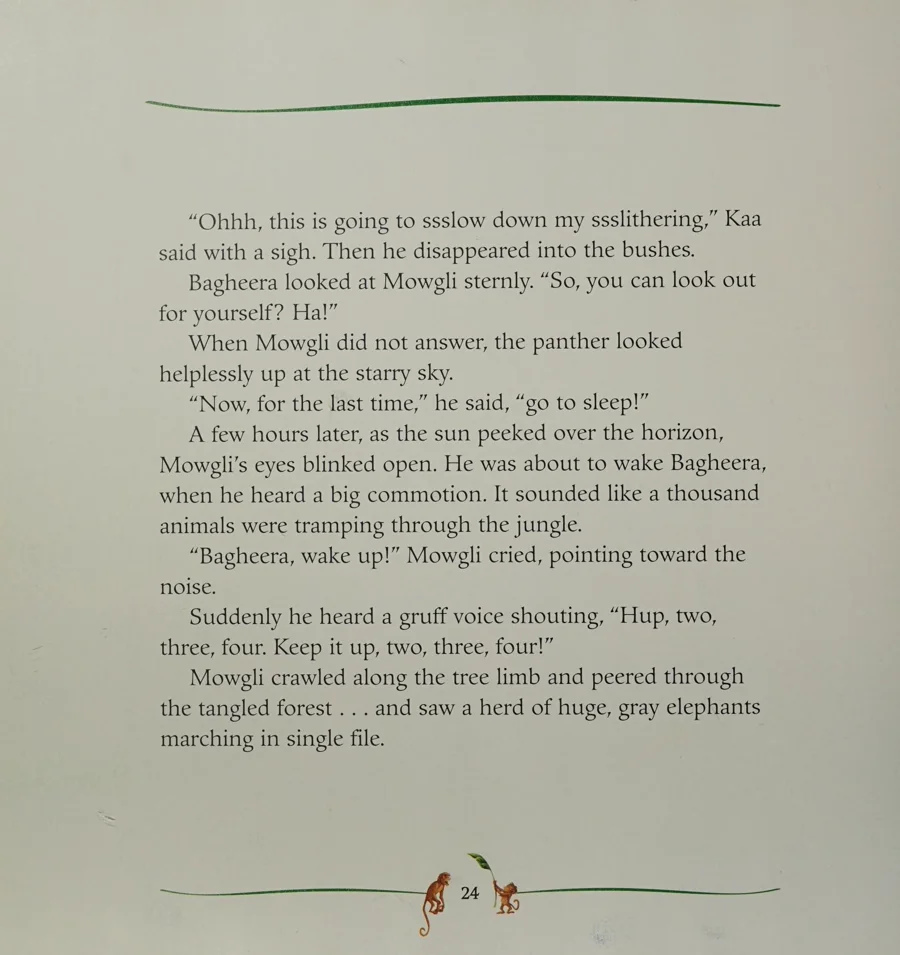 “Ohhh, this is going to ssslow down my ssslithering,” Kaa
said with a sigh. Then he disappeared into the bushes.
Bagheera looked at Mowgli sternly. “So, you can look out
for yourself? Ha!”
When Mowgli did not answer, the panther looked
helplessly up at the starry sky.
“Now, for the last time,” he said, “go to sleep!”
A few hours later, as the sun peeked over the horizon,
Mowgli’s eyes blinked open. He was about to wake Bagheera,
when he heard a big commotion. It sounded like a thousand
animals were tramping through the jungle.
“Bagheera, wake up!” Mowgli cried, pointing toward the
noise.
Suddenly he heard a gruff voice shouting, “Hup, two,
three, four. Keep it up, two, three, four!”
Mowgli crawled along the tree limb and peered through
the tangled forest . . . and saw a herd of huge, gray elephants
marching in single file.
24